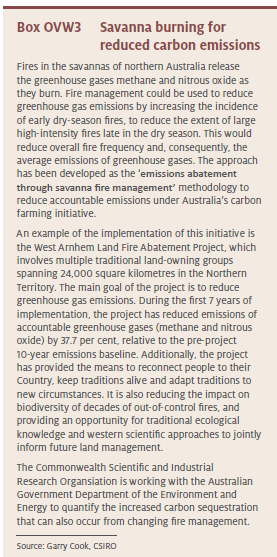 Box OVW3 Savanna burning for
reduced carbon emissions
Fires in the savannas of northern Australia release
the greenhouse gases methane and nitrous oxide as
they burn. Fire management could be used to reduce
greenhouse gas emissions by increasing the incidence
of early dry-season fires, to reduce the extent of large
high-intensity fires late in the dry season. This would
reduce overall fire frequency and, consequently, the
average emissions of greenhouse gases. The approach
has been developed as the ‘emissions abatement
through savanna fire management’ methodology to
reduce accountable emissions under Australia’s carbon
farming initiative.
An example of the implementation of this initiative is
the West Arnhem Land Fire Abatement Project, which
involves multiple traditional land-owning groups
spanning 24,000 square kilometres in the Northern
Territory. The main goal of the project is to reduce
greenhouse gas emissions. During the first 7 years of
implementation, the project has reduced emissions of
accountable greenhouse gases (methane and nitrous
oxide) by 37.7 per cent, relative to the pre-project
10-year emissions baseline. Additionally, the project
has provided the means to reconnect people to their
Country, keep traditions alive and adapt traditions to
new circumstances. It is also reducing the impact on
biodiversity of decades of out-of-control fires, and
providing an opportunity for traditional ecological
knowledge and western scientific approaches to jointly
inform future land management.
The Commonwealth Scientific and Industrial
Research Organsiation is working with the Australian
Government Department of the Environment and
Energy to quantify the increased carbon sequestration
that can also occur from changing fire management.
Source: Garry Cook, CSIRO